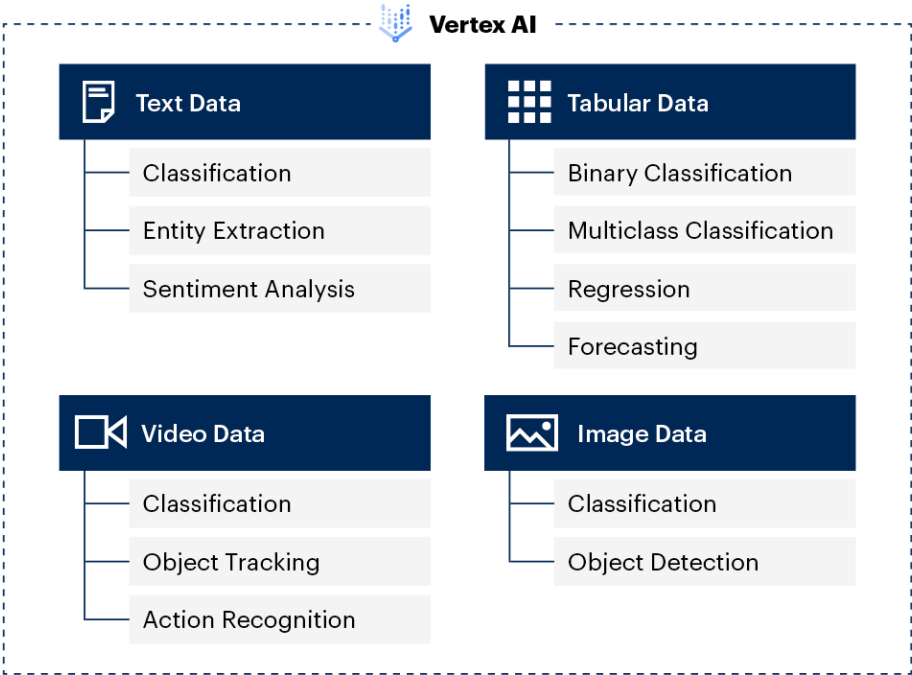 Vertex AI
Text Data
Classification
Entity Extraction
Sentiment Analysis
Tabular Data
Binary Classification
Multiclass Classification
Regression
Forecasting
Video Data
Classification
Object Tracking
Action Recognition
Image Data
Classification
Object Detection